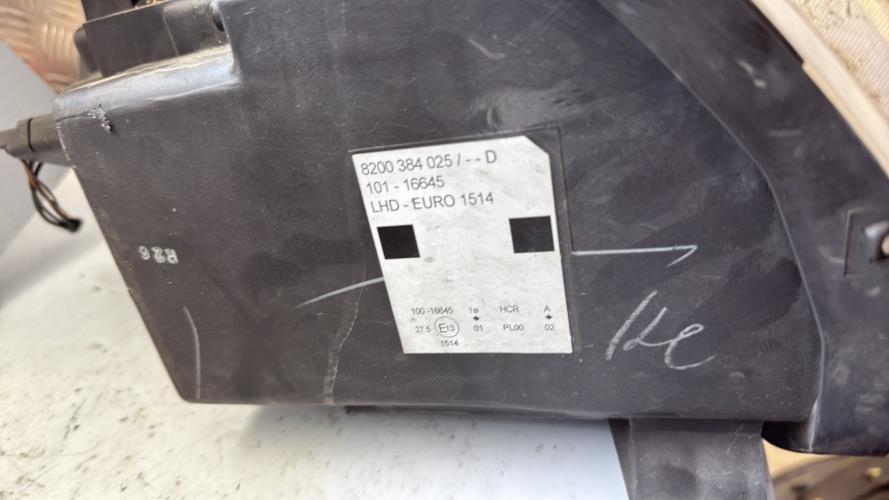 8200 384 025 / - - D
101 - 16645
LHD - EURO 1514
R26
100 -16645 1a HCR A
27.5 E13 01 PL00 02
1514